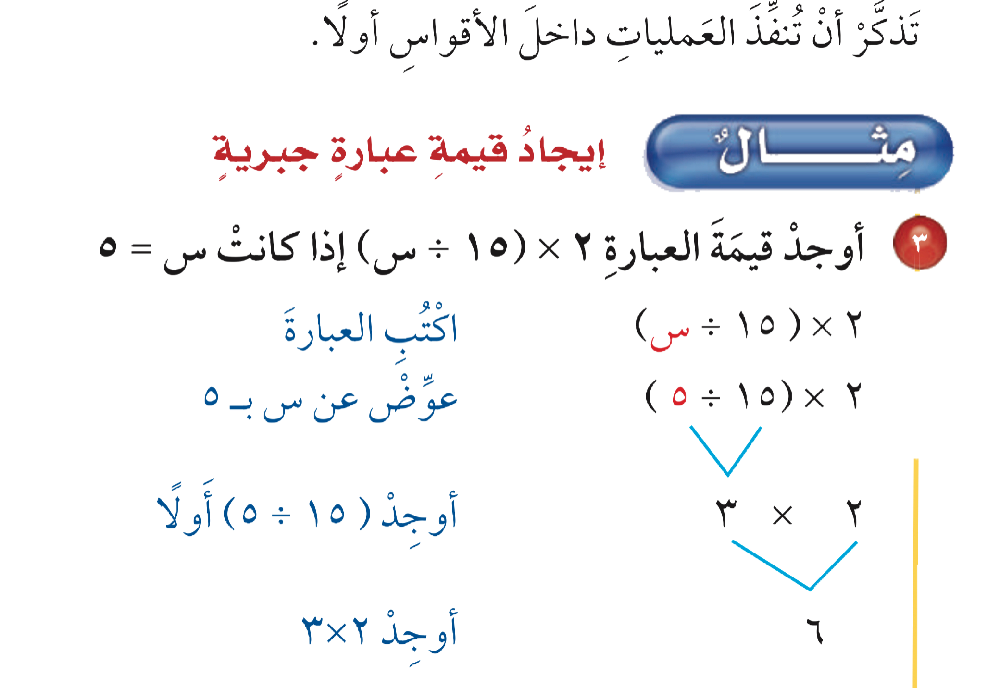 تَذكَّرْ أنْ تُنفِّذَ العَملياتِ داخلَ الأقواسِ أولًا.
مِثـــالٌ إيجادُ قيمةِ عبارةٍ جبريةٍ
٣ أوجدْ قيمَةَ العبارةِ ٢ × (١٥ ÷ س) إذا كانتْ س = ٥
٢ × ( ١٥ ÷ س) اكْتُبِ العبارةَ
٢ × (١٥ ÷ ٥ ) عوِّضْ عن س بـ ٥
٢ × ٣ أوجِدْ ( ١٥ ÷ ٥) أَولًا
٦ أوجِدْ ٢×٣